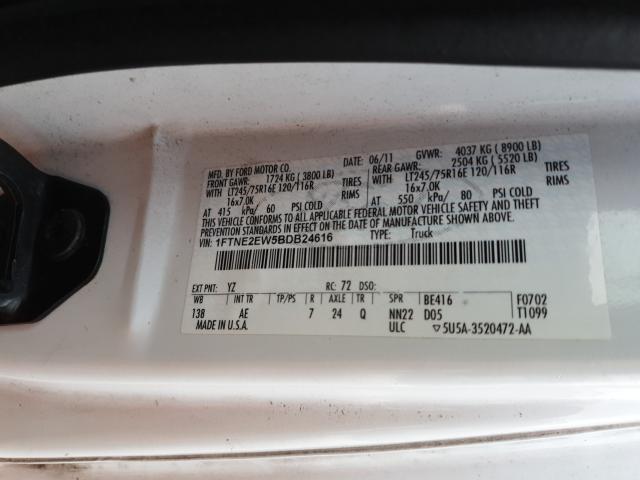 MFD. BY FORD MOTOR CO.
DATE: 06/11 GVWR: 4037 KG ( 8900 LB)
FRONT GAWR: 1724 KG ( 3800 LB) REAR GAWR: 2504 KG ( 5520 LB)
WITH LT245/75R16E 120/116R TIRES WITH LT245/75R16E 120/116R TIRES
16x7.0K RIMS 16x7.0K RIMS
AT 415 kPa/ 60 PSI COLD AT 550 kPa/ 80 PSI COLD
THIS VEHICLE CONFORMS TO ALL APPLICABLE FEDERAL MOTOR VEHICLE SAFETY AND THEFT
PREVENTION STANDARDS IN EFFECT ON THE DATE OF MANUFACTURE SHOWN ABOVE.
VIN: 1FTNE2EW5BDB24616 TYPE: Truck
EXT PNT: YZ RC: 72 DSO:
WB INT TR TP/PS R AXLE TR SPR BE416 F0702
138 AE 7 24 Q NN22 D05 T1099
MADE IN U.S.A. ULC ▽5U5A-3520472-AA